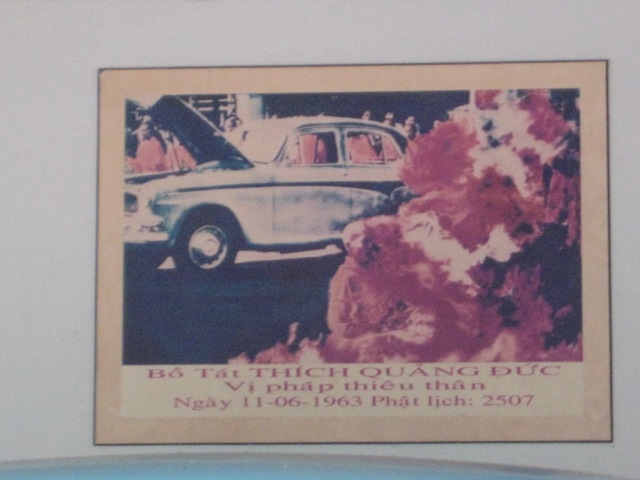 Bồ Tát THÍCH QUẢNG ĐỨC
Vị pháp thiêu thân
Ngày 11-06-1963 Phật lịch: 2507